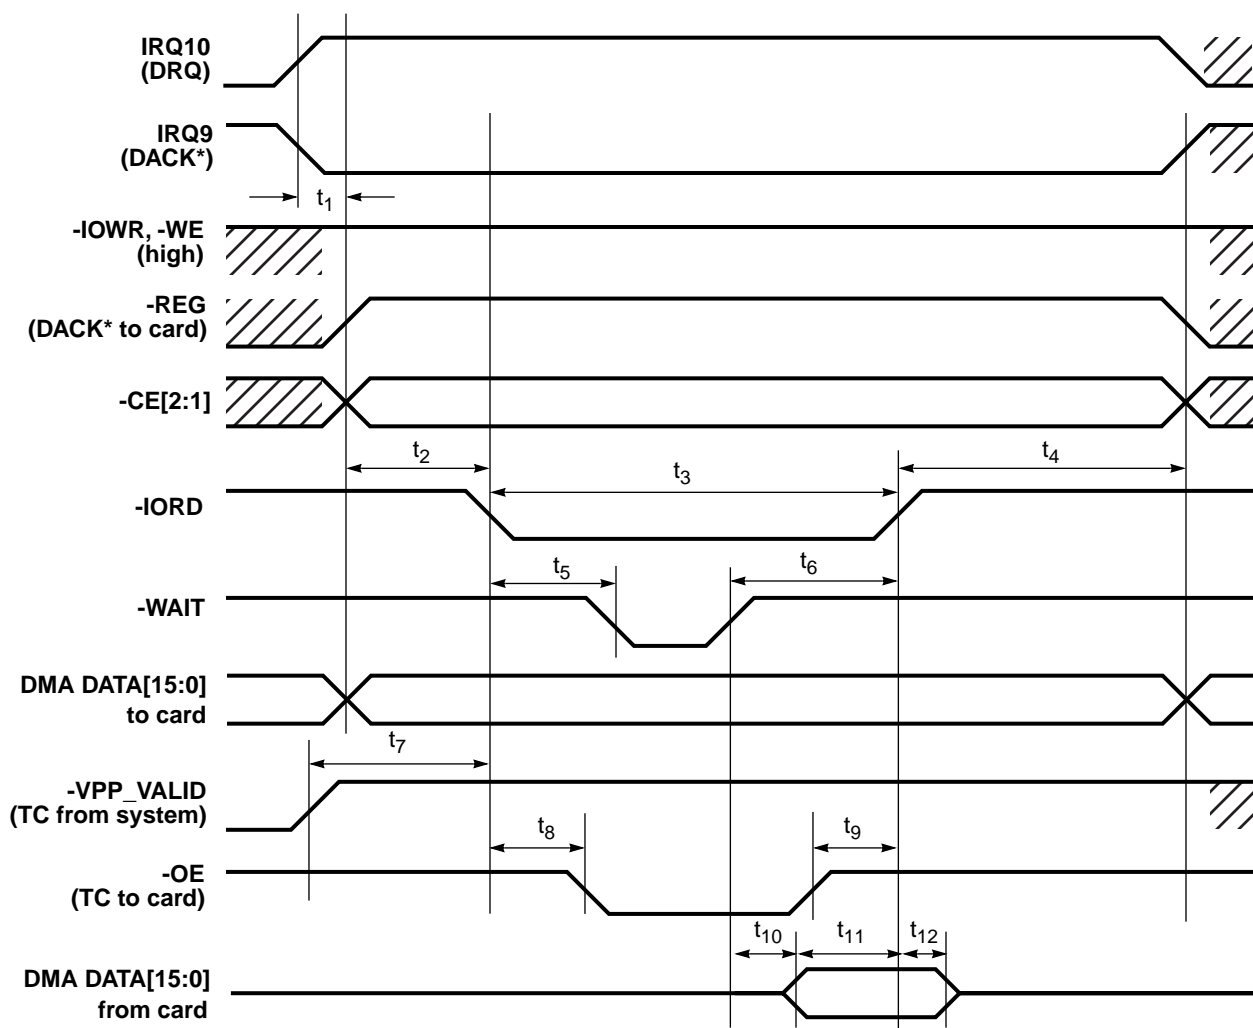 IRQ10
(DRQ)
IRQ9
(DACK*)
t1
-IOWR, -WE
(high)
-REG
(DACK* to card)
-CE[2:1]
t2
t3
t4
-IORD
t5
t6
-WAIT
DMA DATA[15:0]
to card
t7
-VPP_VALID
(TC from system)
t8
t9
-OE
(TC to card)
t10
t11
t12
DMA DATA[15:0]
from card